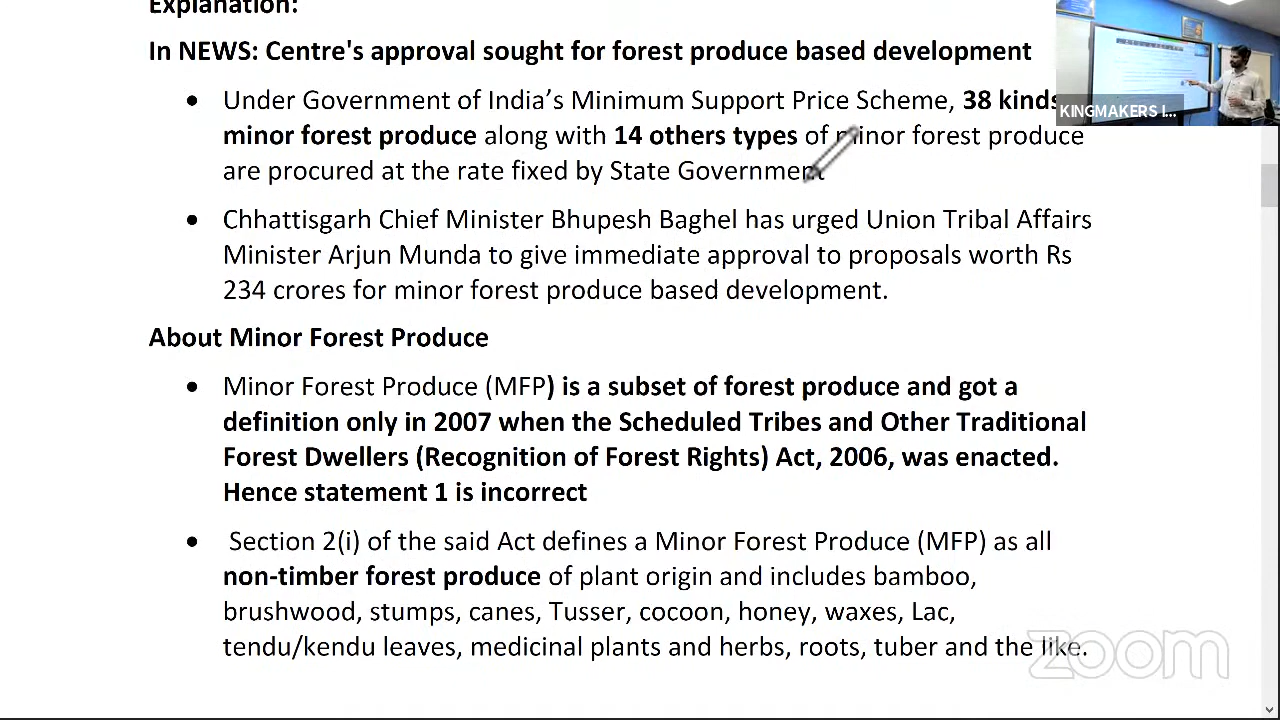 Explanation:
In NEWS: Centre's approval sought for forest produce based development
• Under Government of India’s Minimum Support Price Scheme, 38 kinds
minor forest produce along with 14 others types of minor forest produce
are procured at the rate fixed by State Government
• Chhattisgarh Chief Minister Bhupesh Baghel has urged Union Tribal Affairs
Minister Arjun Munda to give immediate approval to proposals worth Rs
234 crores for minor forest produce based development.
About Minor Forest Produce
• Minor Forest Produce (MFP) is a subset of forest produce and got a
definition only in 2007 when the Scheduled Tribes and Other Traditional
Forest Dwellers (Recognition of Forest Rights) Act, 2006, was enacted.
Hence statement 1 is incorrect
• Section 2(i) of the said Act defines a Minor Forest Produce (MFP) as all
non-timber forest produce of plant origin and includes bamboo,
brushwood, stumps, canes, Tusser, cocoon, honey, waxes, Lac,
tendu/kendu leaves, medicinal plants and herbs, roots, tuber and the like.
KINGMAKERS I...
zoom